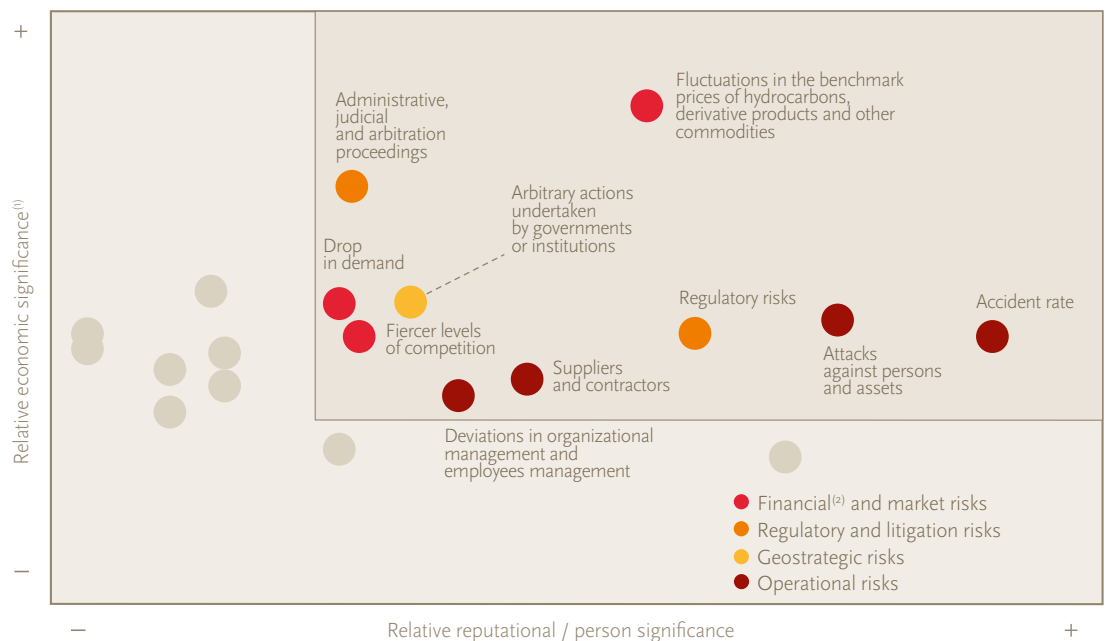 +
Fluctuations in the benchmark
prices of hydrocarbons,
derivative products and other
commodities
Administrative,
judicial
and arbitration
proceedings
Arbitrary actions
undertaken
by governments
or institutions
Drop
in demand
Regulatory risks
Accident rate
Fiercer levels
of competition
Attacks
against persons
and assets
Suppliers
and contractors
Deviations in organizational
management and
employees management
Relative economic significance(1)
Financial(2) and market risks
Regulatory and litigation risks
Geostrategic risks
Operational risks
–
–
Relative reputational / person significance
+